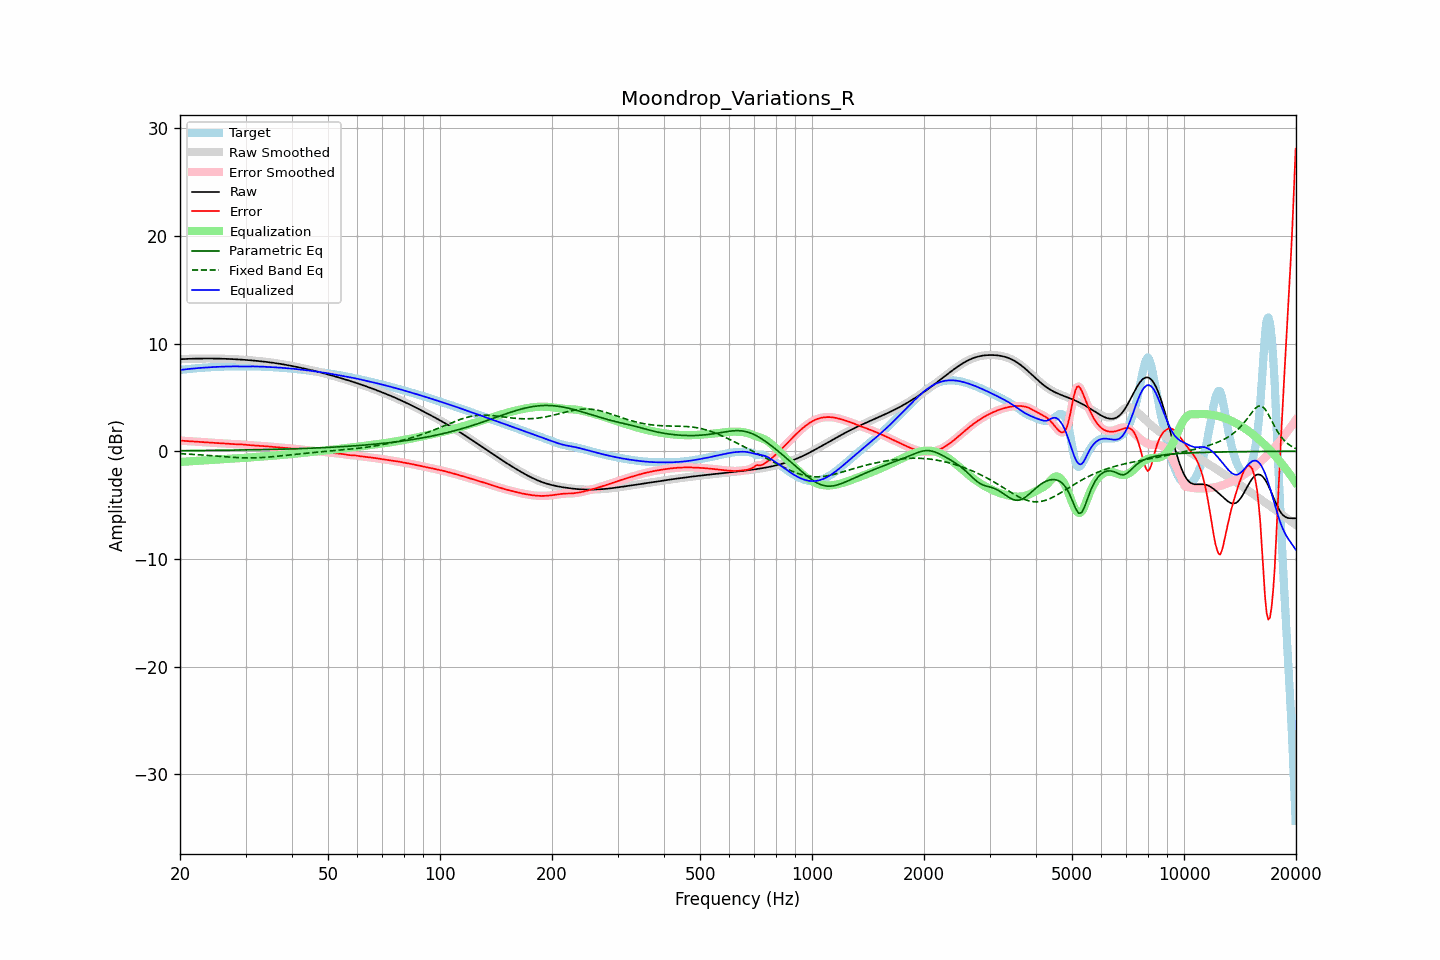 Moondrop_Variations_R
Target
Raw Smoothed
Error Smoothed
Raw
Error
Equalization
Parametric Eq
Fixed Band Eq
Equalized
30
20
10
0
−10
−20
−30
Amplitude (dBr)
20
50
100
200
500
1000
2000
5000
10000
20000
Frequency (Hz)